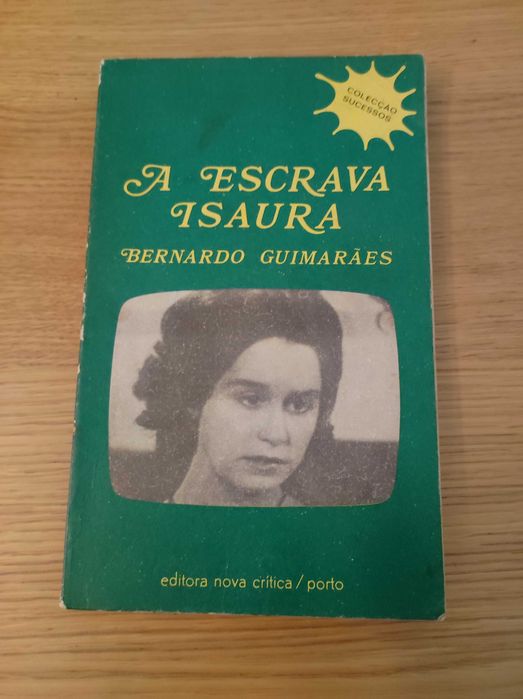 COLECÇÃO
SUCESSOS
A ESCRAVA
ISAURA
BERNARDO GUIMARÃES
editora nova crítica / porto